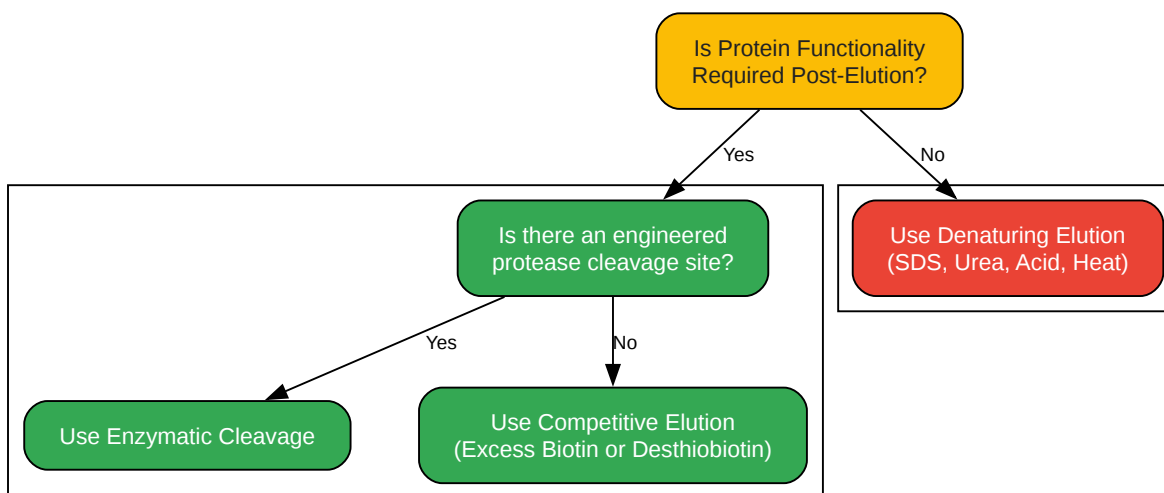 Is Protein Functionality
Required Post-Elution?
Yes
No
Is there an engineered
protease cleavage site?
Use Denaturing Elution
(SDS, Urea, Acid, Heat)
Yes
No
Use Enzymatic Cleavage
Use Competitive Elution
(Excess Biotin or Desthiobiotin)